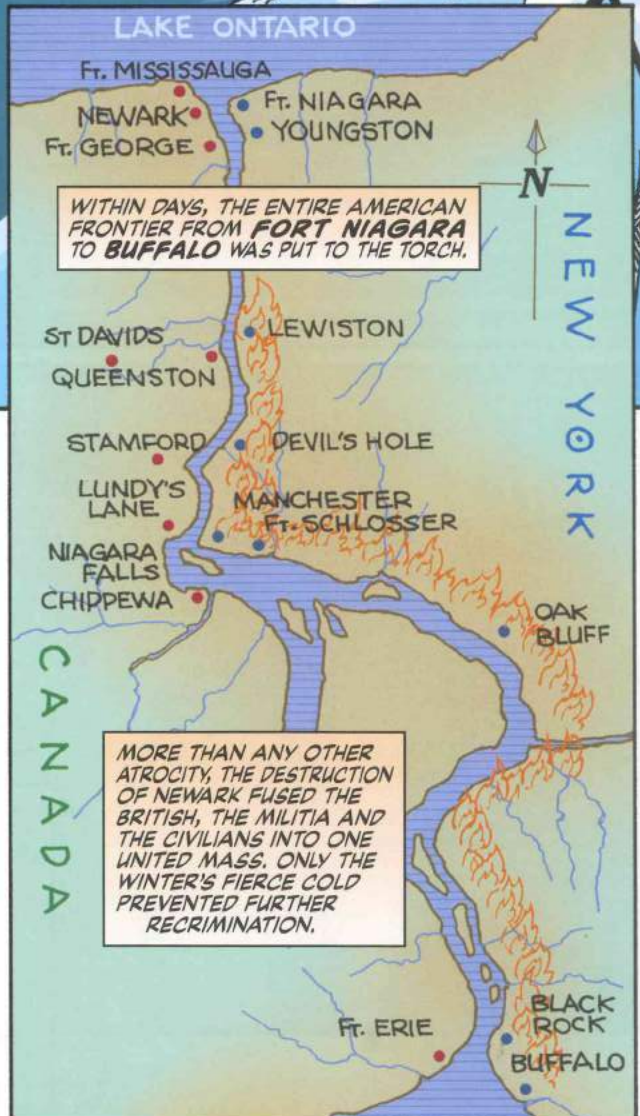 LAKE ONTARIO
FT. MISSISSAUGA
NEWARK
FT. GEORGE
FT. NIAGARA
YOUNGSTON
N
WITHIN DAYS, THE ENTIRE AMERICAN
FRONTIER FROM FORT NIAGARA
TO BUFFALO WAS PUT TO THE TORCH.
NEW YORK
ST DAVIDS
QUEENSTON
LEWISTON
STAMFORD
DEVIL'S HOLE
LUNDY'S
LANE
MANCHESTER
FT. SCHLOSSER
NIAGARA
FALLS
CHIPPEWA
OAK
BLUFF
CANADA
MORE THAN ANY OTHER
ATROCITY, THE DESTRUCTION
OF NEWARK FUSED THE
BRITISH, THE MILITIA AND
THE CIVILIANS INTO ONE
UNITED MASS. ONLY THE
WINTER'S FIERCE COLD
PREVENTED FURTHER
RECRIMINATION.
FT. ERIE
BLACK
ROCK
BUFFALO